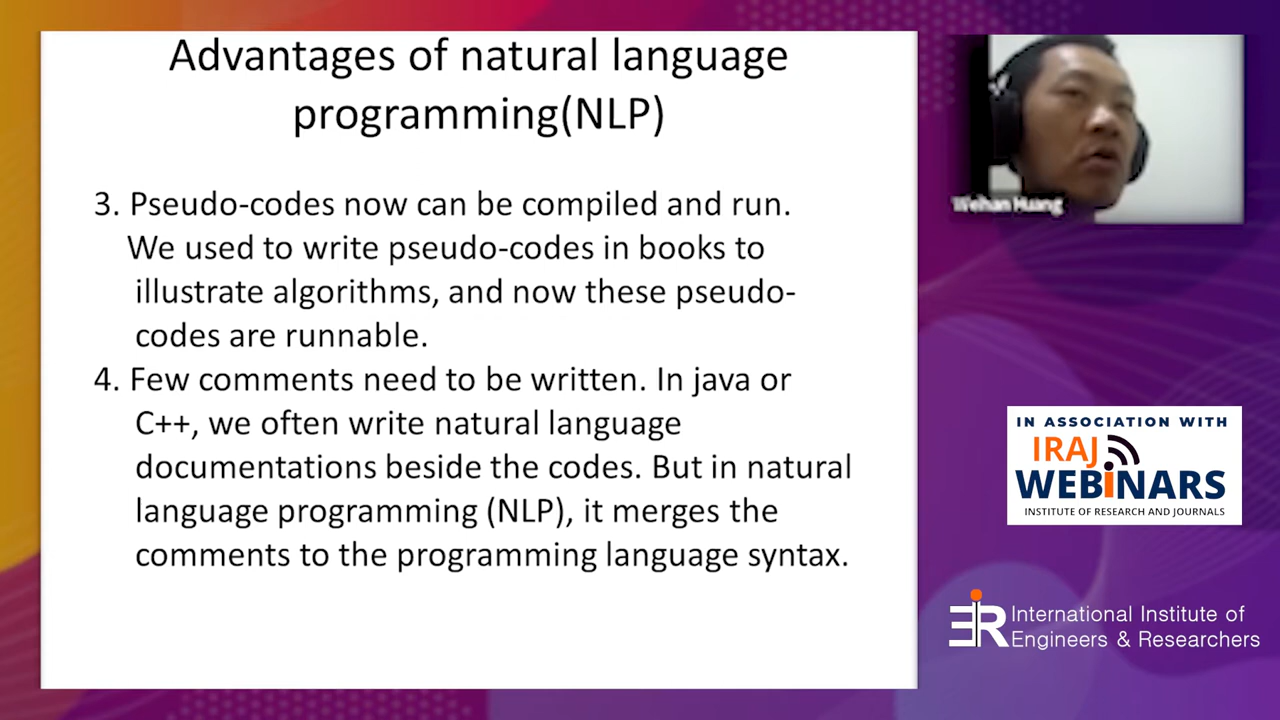 Advantages of natural language
programming(NLP)
3. Pseudo-codes now can be compiled and run.
We used to write pseudo-codes in books to
illustrate algorithms, and now these pseudo-
codes are runnable.
4. Few comments need to be written. In java or
C++, we often write natural language
documentations beside the codes. But in natural
language programming (NLP), it merges the
comments to the programming language syntax.
Weihan Huang
IN ASSOCIATION WITH
IRAJ
WEBiNARS
INSTITUTE OF RESEARCH AND JOURNALS
EIR
International Institute of
Engineers & Researchers